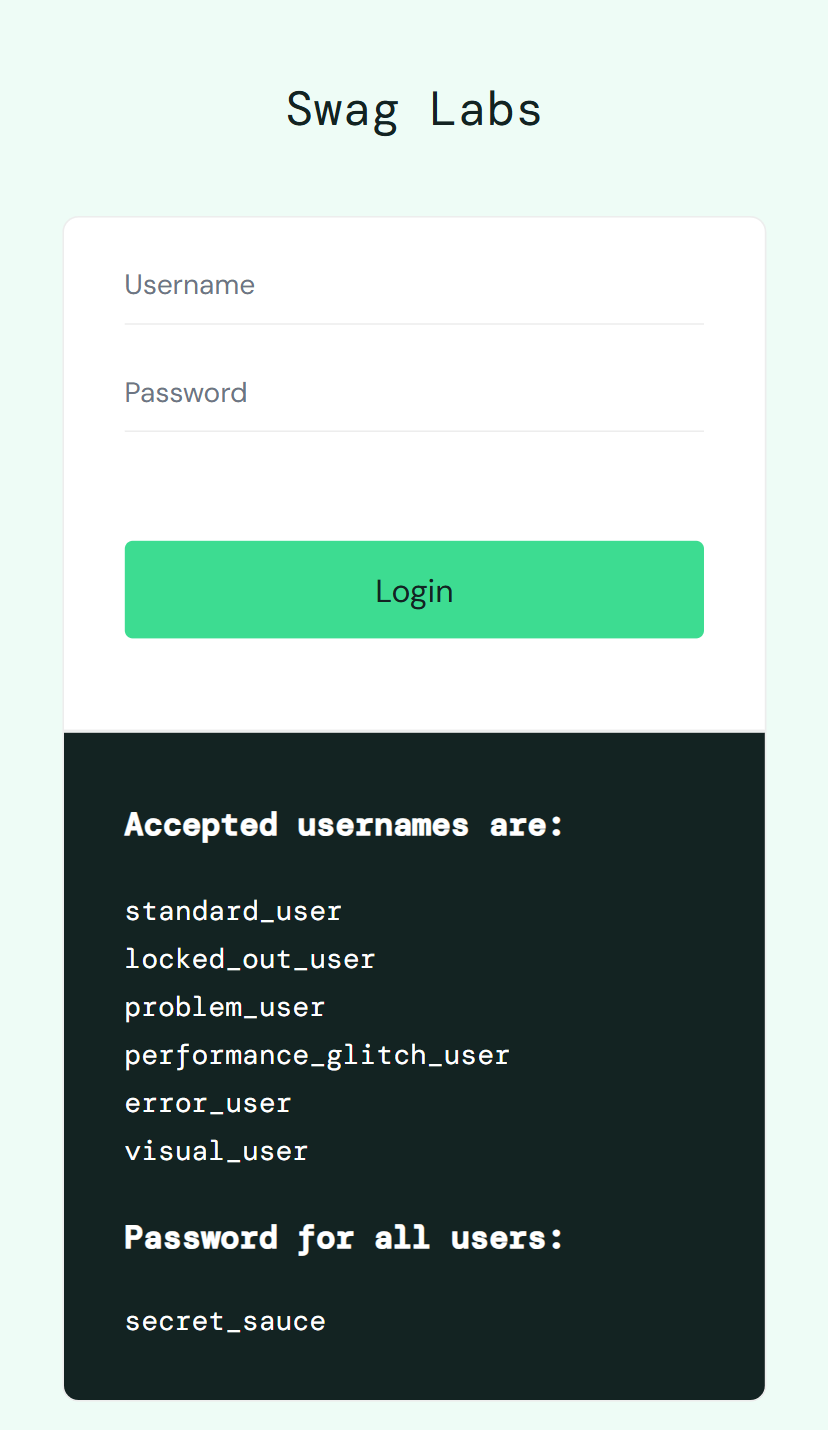 Swag Labs
Username
Password
Login
Accepted usernames are:
standard_user
locked_out_user
problem_user
performance_glitch_user
error_user
visual_user
Password for all users:
secret_sauce